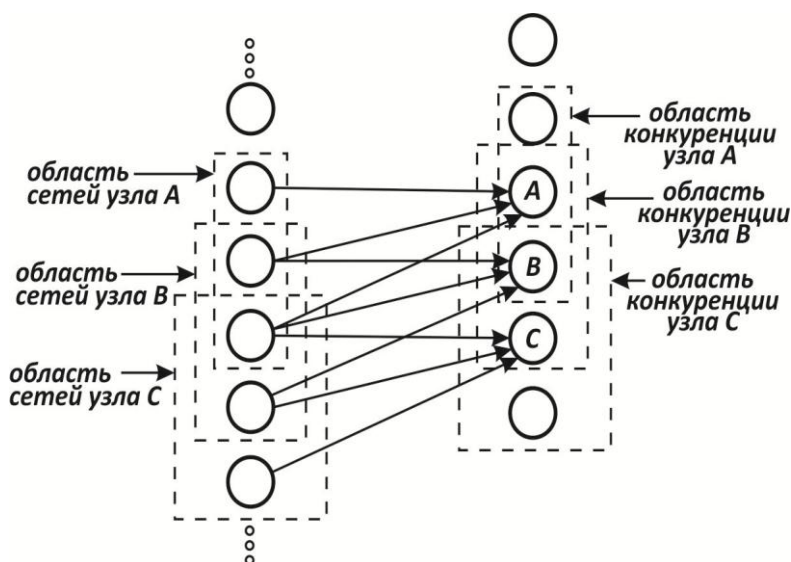 область
сетей узла A
область
сетей узла B
область
сетей узла C
A
B
C
область
конкуренции
узла A
область
конкуренции
узла B
область
конкуренции
узла C